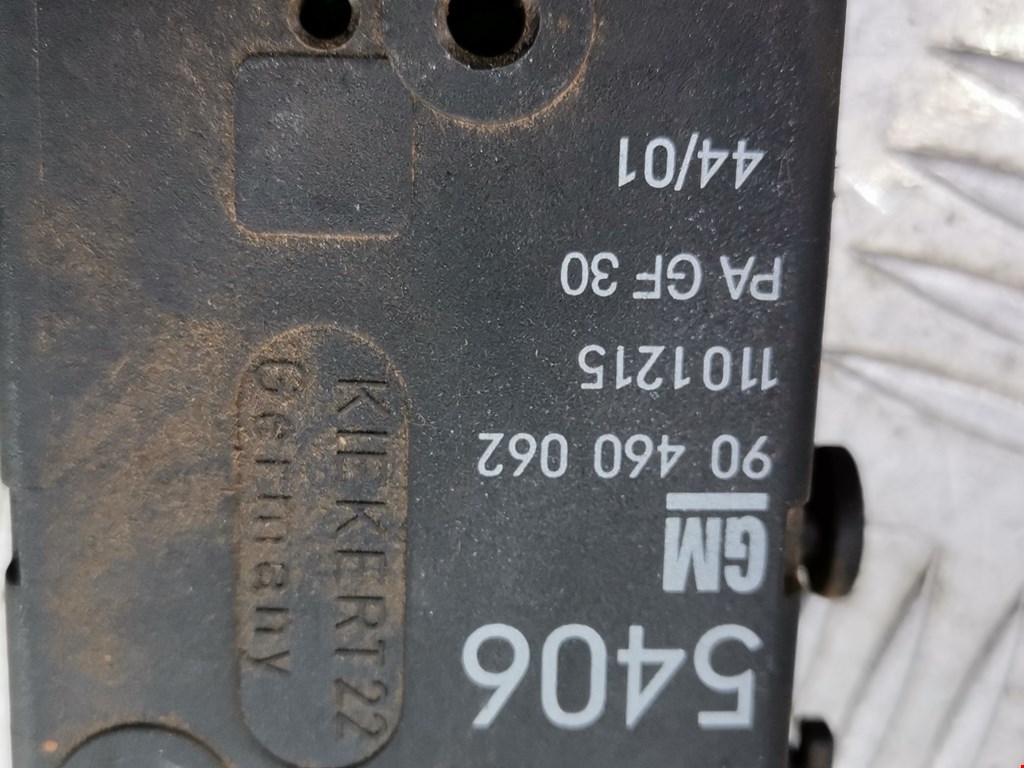 5406
GM
90 460 062
1101215
PA GF 30
44/01
KIEKERT 22
Germany